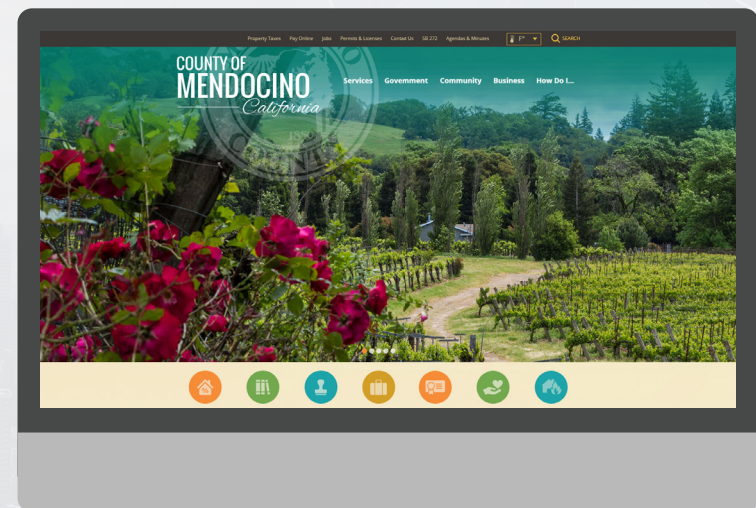 Property Taxes Pay Online Jobs Permits & Licenses Contact Us SB 272 Agendas & Minutes F° SEARCH
COUNTY OF
MENDOCINO
California
Services Government Community Business How Do I...
COUNTY